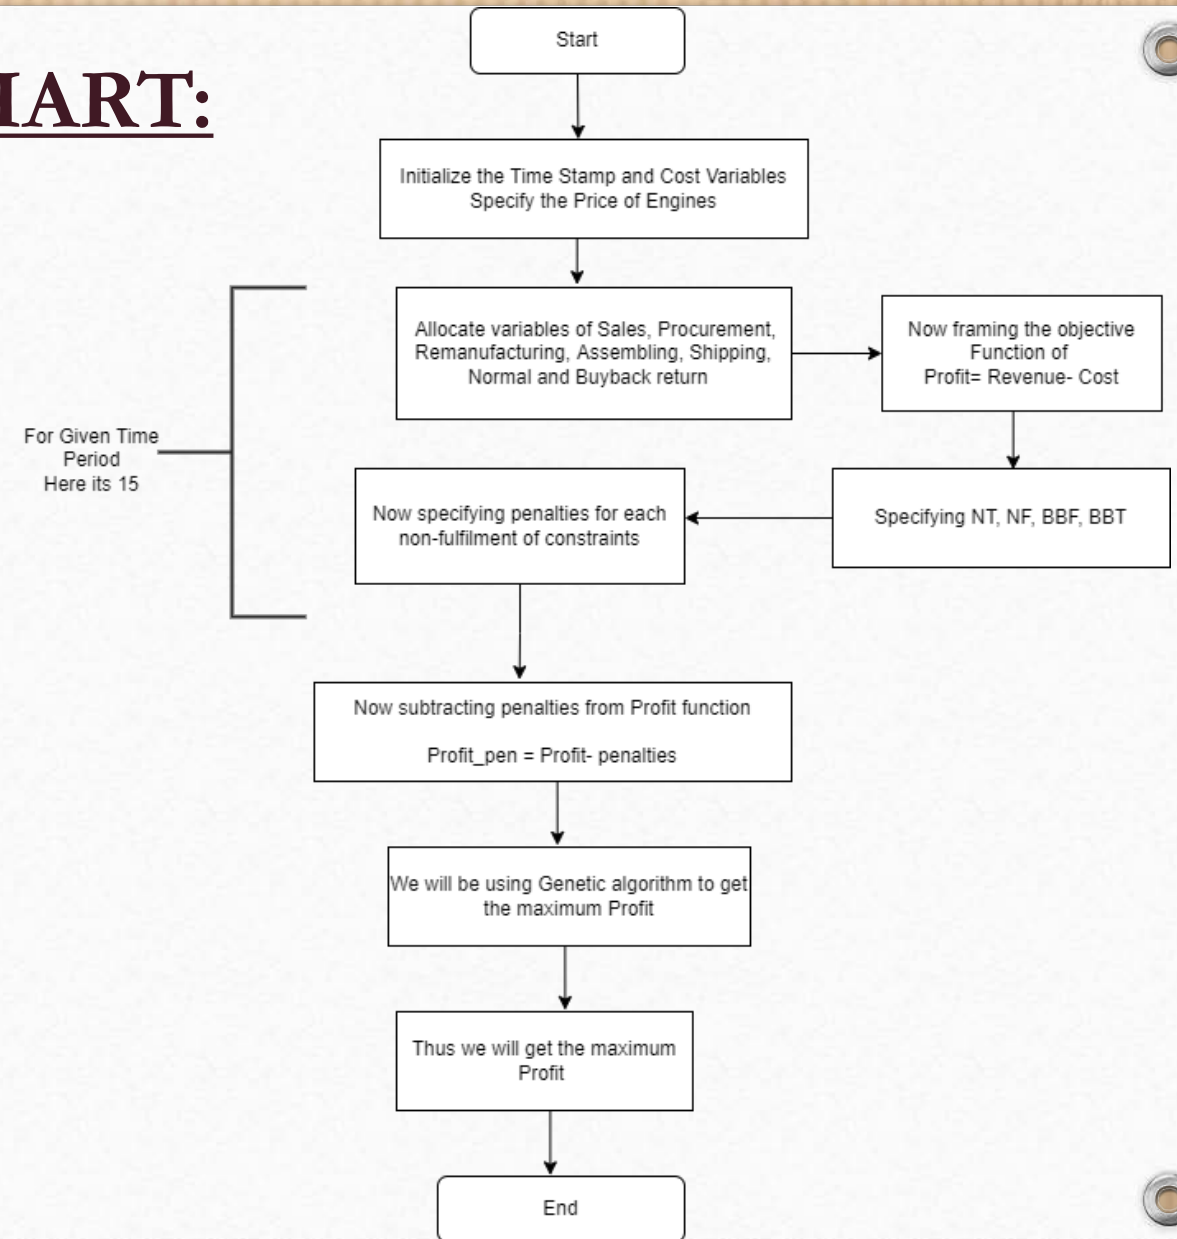 Start
HART:
Initialize the Time Stamp and Cost Variables
Specify the Price of Engines
Allocate variables of Sales, Procurement,
Remanufacturing, Assembling, Shipping,
Normal and Buyback return
Now framing the objective
Function of
Profit= Revenue- Cost
For Given Time
Period
Here its 15
Now specifying penalties for each
non-fulfilment of constraints
Specifying NT, NF, BBF, BBT
Now subtracting penalties from Profit function
Profit_pen = Profit- penalties
We will be using Genetic algorithm to get
the maximum Profit
Thus we will get the maximum
Profit
End